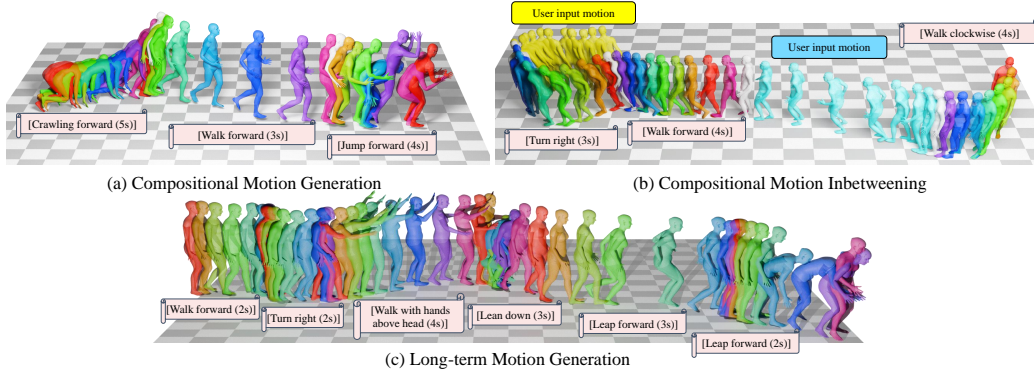 User input motion
[Walk clockwise (4s)]
User input motion
[Crawling forward (5s)]
[Walk forward (3s)]
[Jump forward (4s)]
[Turn right (3s)]
[Walk forward (4s)]
(a) Compositional Motion Generation
(b) Compositional Motion Inbetweening
[Walk forward (2s)]
[Turn right (2s)]
[Walk with hands
above head (4s)]
[Lean down (3s)]
[Leap forward (3s)]
[Leap forward (2s)]
(c) Long-term Motion Generation